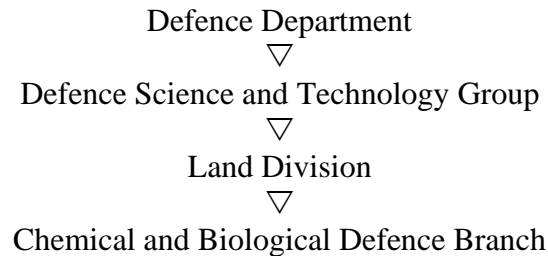 Defence Department
▽
Defence Science and Technology Group
▽
Land Division
▽
Chemical and Biological Defence Branch